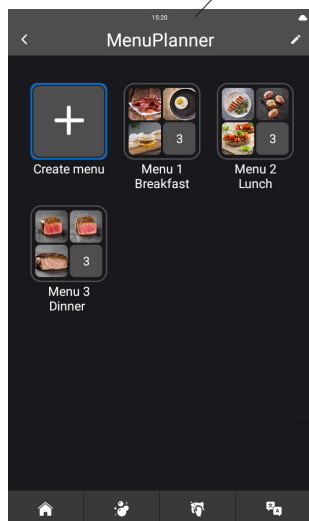 15:20
MenuPlanner
3
3
Create menu
Menu 1
Breakfast
Menu 2
Lunch
3
Menu 3
Dinner